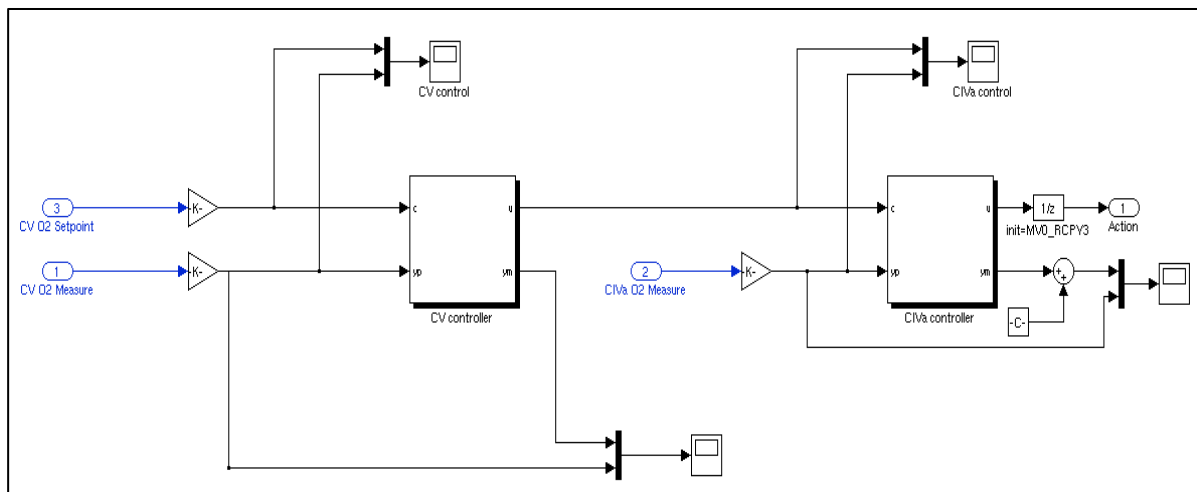 CV control
CIVa control
3
-K-
c
u
c
u
1/z
1
CV O2 Setpoint
init=MV0_RCPY3
Action
1
-K-
yp
ym
2
-K-
yp
ym
+
+
CV O2 Measure
CIVa O2 Measure
CV controller
CIVa controller
-C-